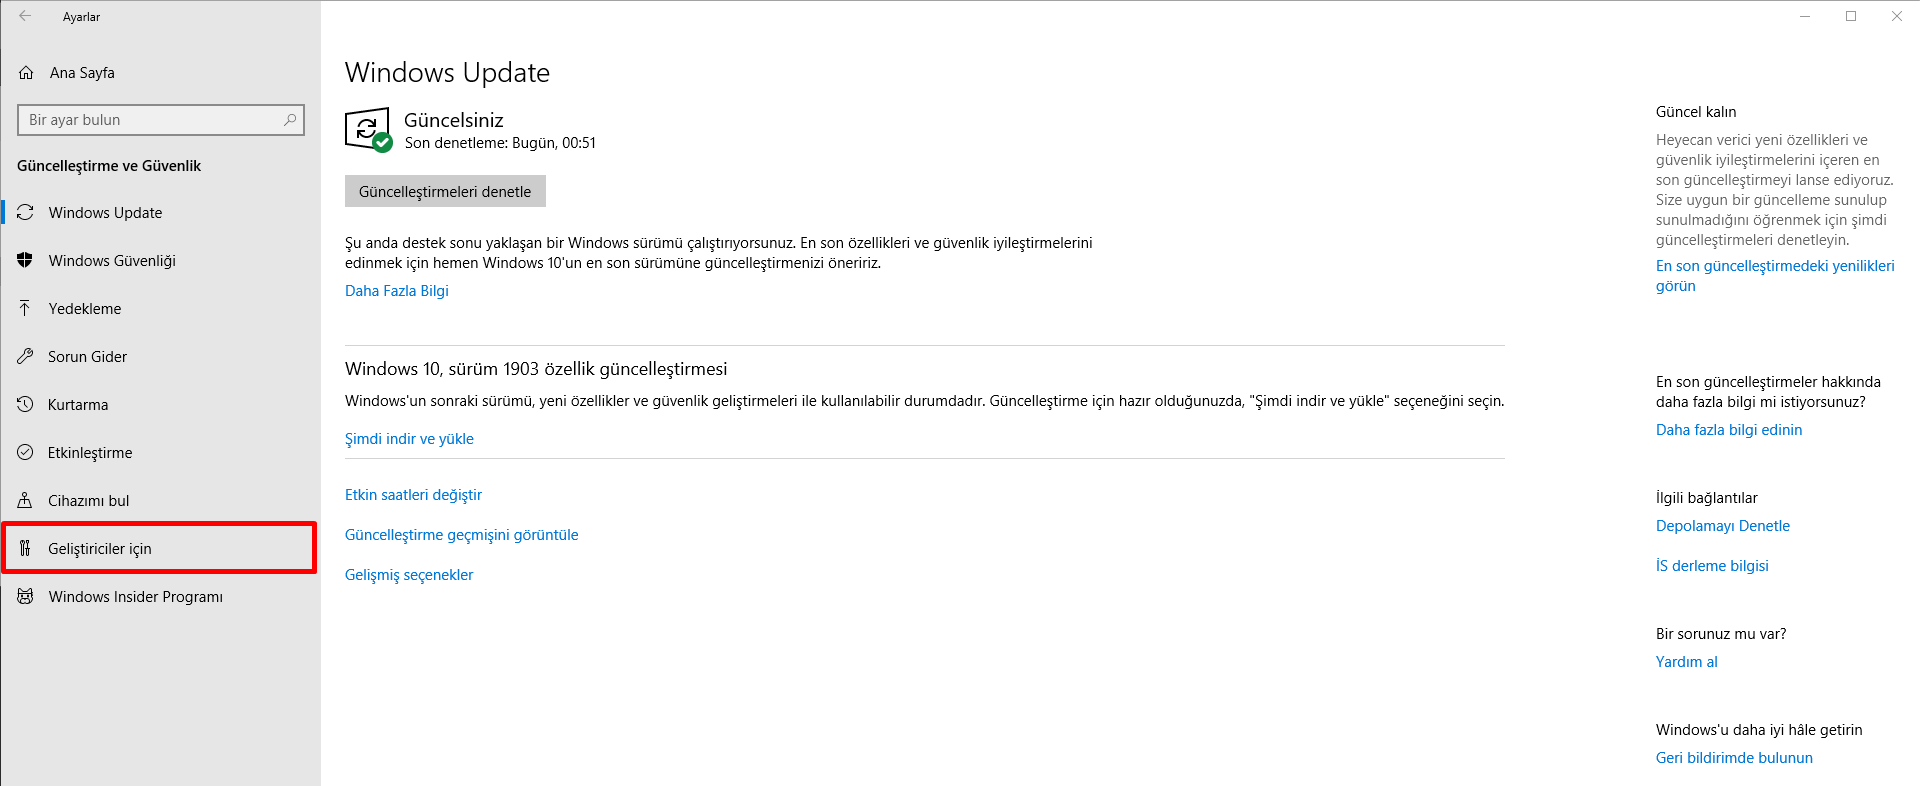 Ayarlar
Ana Sayfa
Bir ayar bulun
Güncelleştirme ve Güvenlik
Windows Update
Windows Güvenliği
Yedekleme
Sorun Gider
Kurtarma
Etkinleştirme
Cihazımı bul
Geliştiriciler için
Windows Insider Programı
Windows Update
Güncelsiniz
Son denetleme: Bugün, 00:51
Güncelleştirmeleri denetle
Şu anda destek sonu yaklaşan bir Windows sürümü çalıştırıyorsunuz. En son özellikleri ve güvenlik iyileştirmelerini
edinmek için hemen Windows 10'un en son sürümüne güncelleştirmenizi öneririz.
Daha Fazla Bilgi
Windows 10, sürüm 1903 özellik güncelleştirmesi
Windows'un sonraki sürümü, yeni özellikler ve güvenlik geliştirmeleri ile kullanılabilir durumdadır. Güncelleştirme için hazır olduğunuzda, "Şimdi indir ve yükle" seçeneğini seçin.
Şimdi indir ve yükle
Etkin saatleri değiştir
Güncelleştirme geçmişini görüntüle
Gelişmiş seçenekler
Güncel kalın
Heyecan verici yeni özellikleri ve
güvenlik iyileştirmelerini içeren en
son güncelleştirmeyi lanse ediyoruz.
Size uygun bir güncelleme sunulup
sunulmadığını öğrenmek için şimdi
güncelleştirmeleri denetleyin.
En son güncelleştirmedeki yenilikleri
görün
En son güncelleştirmeler hakkında
daha fazla bilgi mi istiyorsunuz?
Daha fazla bilgi edinin
İlgili bağlantılar
Depolamayı Denetle
İS derleme bilgisi
Bir sorunuz mu var?
Yardım al
Windows'u daha iyi hâle getirin
Geri bildirimde bulunun